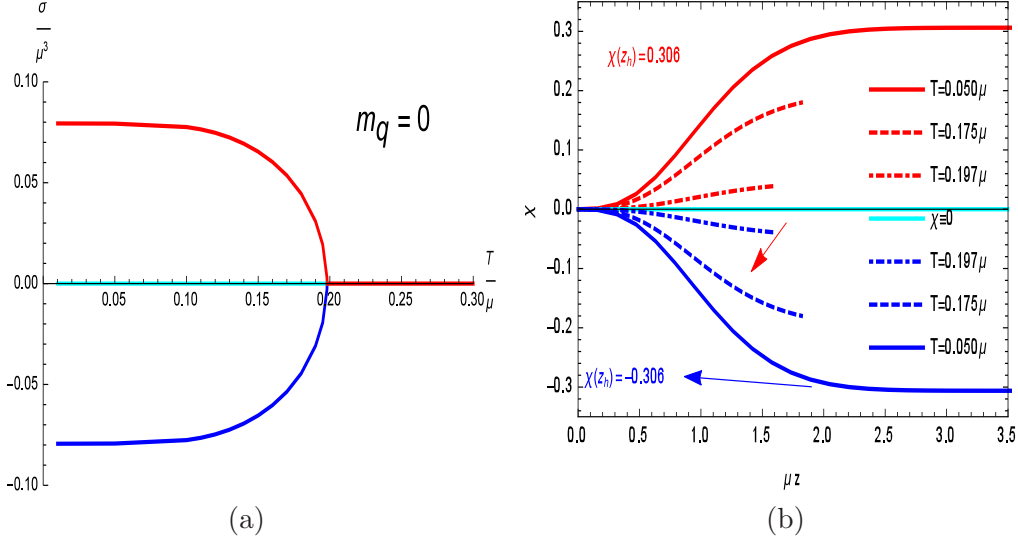 σ
μ³
0.10
0.05
0.00
-0.05
-0.10
0.05
0.10
0.15
0.20
0.25
0.30
T
μ
m_q = 0
(a)
0.3
0.2
0.1
0.0
-0.1
-0.2
-0.3
χ
χ(z_h)=0.306
χ(z_h)=-0.306
T=0.050μ
T=0.175μ
T=0.197μ
χ≡0
T=0.197μ
T=0.175μ
T=0.050μ
0.0 0.5 1.0 1.5 2.0 2.5 3.0 3.5
μ z
(b)